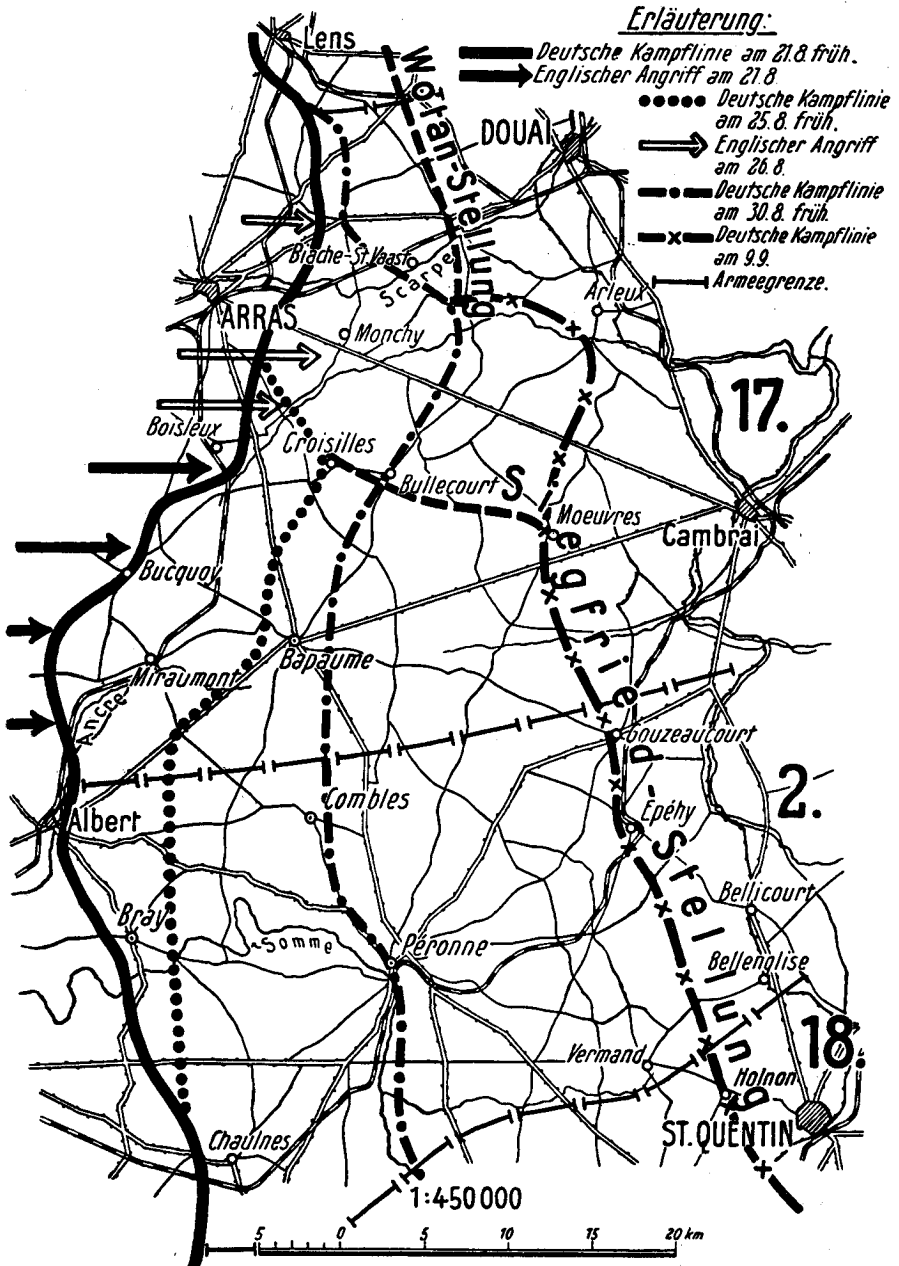 Erläuterung:
Deutsche Kampflinie am 21.8. früh.
Englischer Angriff am 21.8
Deutsche Kampflinie
am 25.8. früh.
Englischer Angriff
am 26.8.
Deutsche Kampflinie
am 30.8. früh.
Deutsche Kampflinie
am 9.9.
Armeegrenze.
Lens
Wotan-Stellung
DOUAI
Biache-St.Vaast
Scarpe
Arleux
ARRAS
Monchy
17.
Boisleux
Croisilles
Bullecourt
Siegfried-Stellung
Moeuvres
Cambrai
Bucquoy
Miraumont
Bapaume
Ancre
Gouzeaucourt
2.
Albert
Combles
Épéhy
Bray
Somme
Péronne
Bellicourt
Bellenglise
18.
Vermand
Holnon
ST. QUENTIN
Chaulnes
1:450000
5 0 5 10 15 20 km